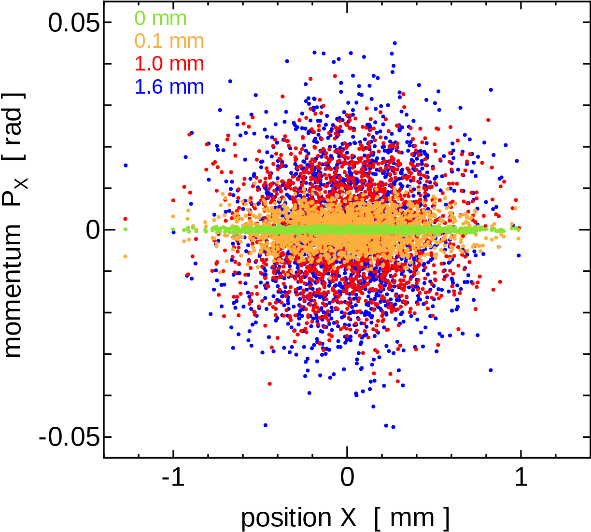 0.05
0 mm
0.1 mm
1.0 mm
1.6 mm
momentum PX [ rad ]
0
-0.05
-1 0 1
position X [ mm ]